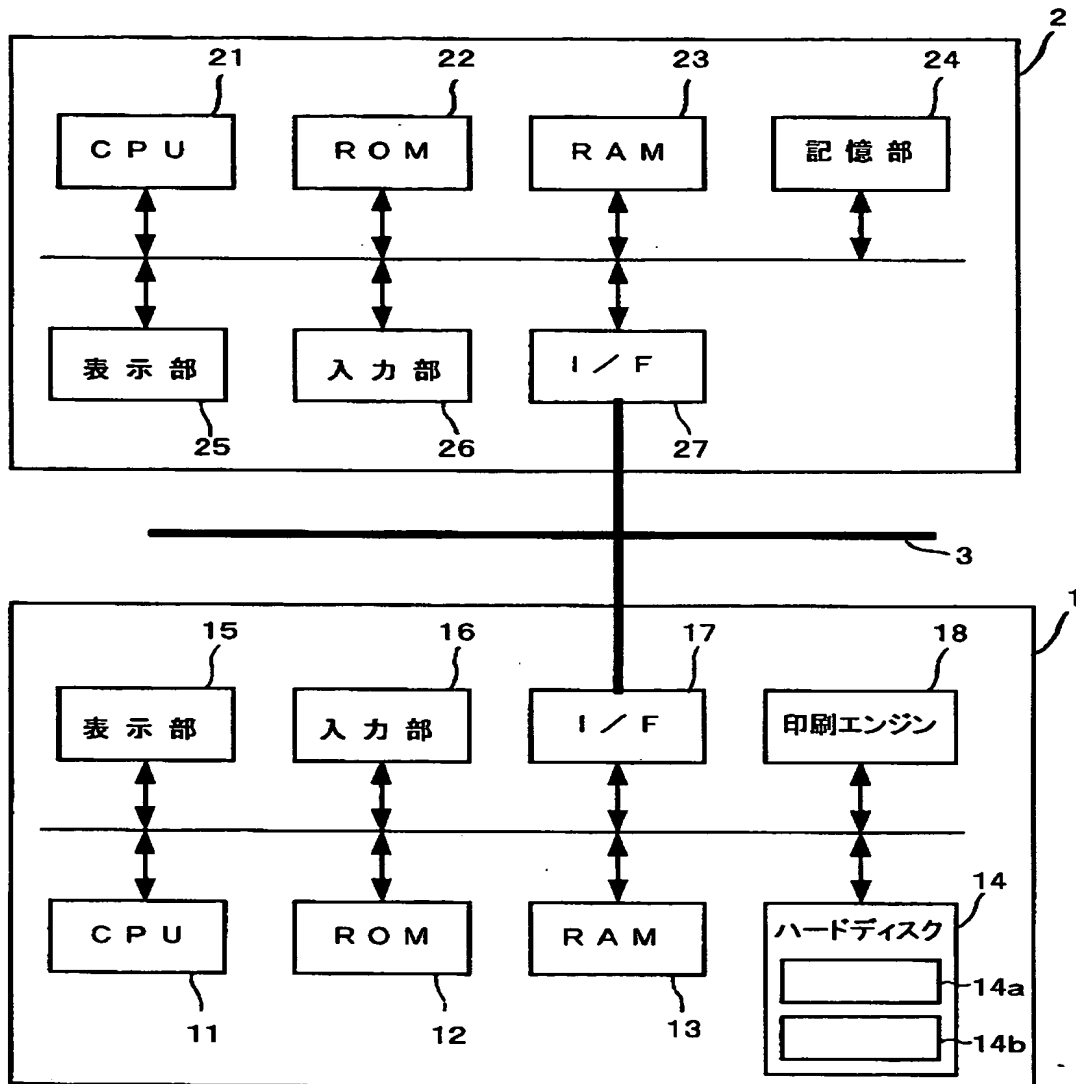 2
21 22 23 24
CPU ROM RAM 記憶部
表示部 入力部 I/F
25 26 27
3
1
15 16 17 18
表示部 入力部 I/F 印刷エンジン
CPU ROM RAM ハードディスク 14
14a
14b
11 12 13